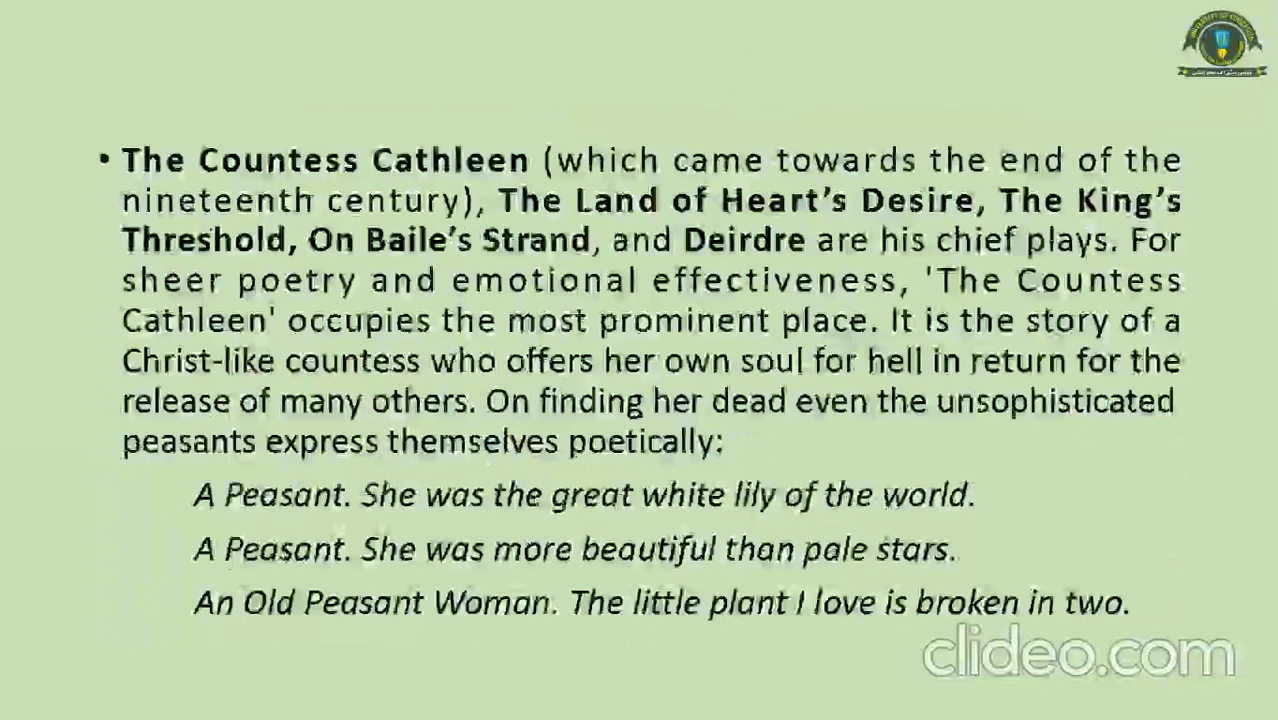 • The Countess Cathleen (which came towards the end of the
nineteenth century), The Land of Heart's Desire, The King's
Threshold, On Baile's Strand, and Deirdre are his chief plays. For
sheer poetry and emotional effectiveness, 'The Countess
Cathleen' occupies the most prominent place. It is the story of a
Christ-like countess who offers her own soul for hell in return for the
release of many others. On finding her dead even the unsophisticated
peasants express themselves poetically:
A Peasant. She was the great white lily of the world.
A Peasant. She was more beautiful than pale stars.
An Old Peasant Woman. The little plant I love is broken in two.
clideo.com